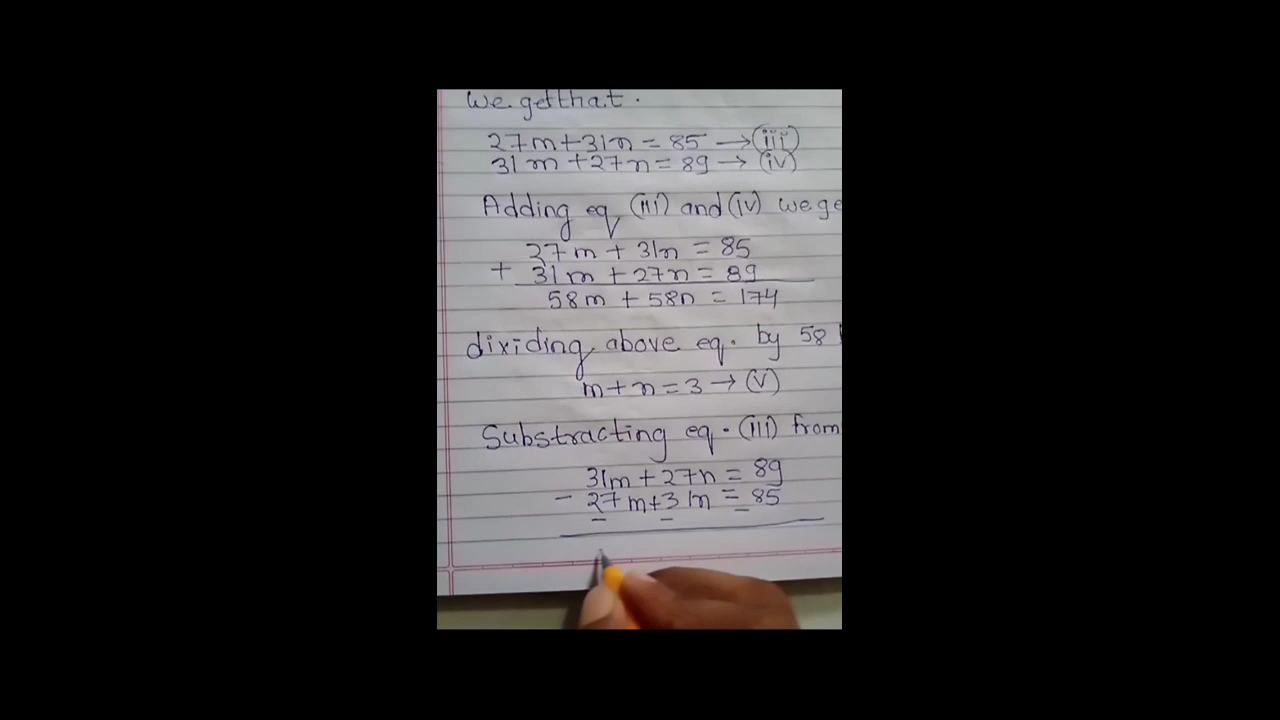 we get that.
27m+31n = 85 → (iii)
31m +27n = 89 → (iv)
Adding eq (iii) and (iv) we ge
27m + 31n = 85
+ 31m + 27n = 89
58m + 58n = 174
dixiding above eq. by 58
m+n = 3 → (v)
Substracting eq. (iii) from
31m + 27n = 89
- 27m+31n = 85
- - -